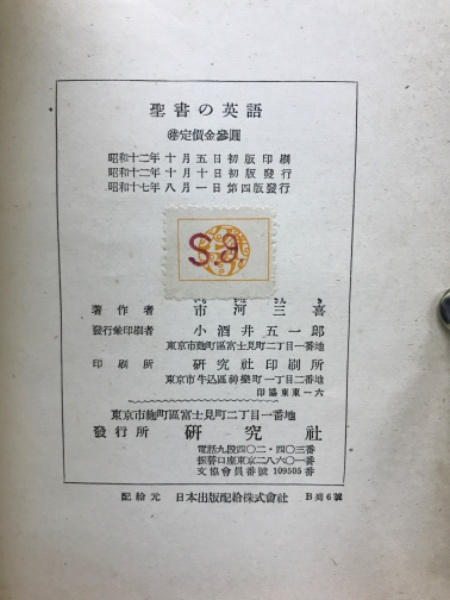 聖書の英語
定價金參圓
昭和十二年十月五日初版印刷
昭和十二年十月十日初版發行
昭和十七年八月一日第四版發行
S.9.
著作者 市河三喜
發行兼印刷者 小酒井五一郎
東京市麴町區富士見町二丁目一番地
印刷所 研究社印刷所
東京市牛込區神樂町一丁目二番地
印協東東一六
東京市麴町區富士見町二丁目一番地
發行所 研究社
電話九段四〇二・四〇三番
振替口座東京二八六〇一番
文協會員番號 109505番
配給元 日本出版配給株式會社 B列6號